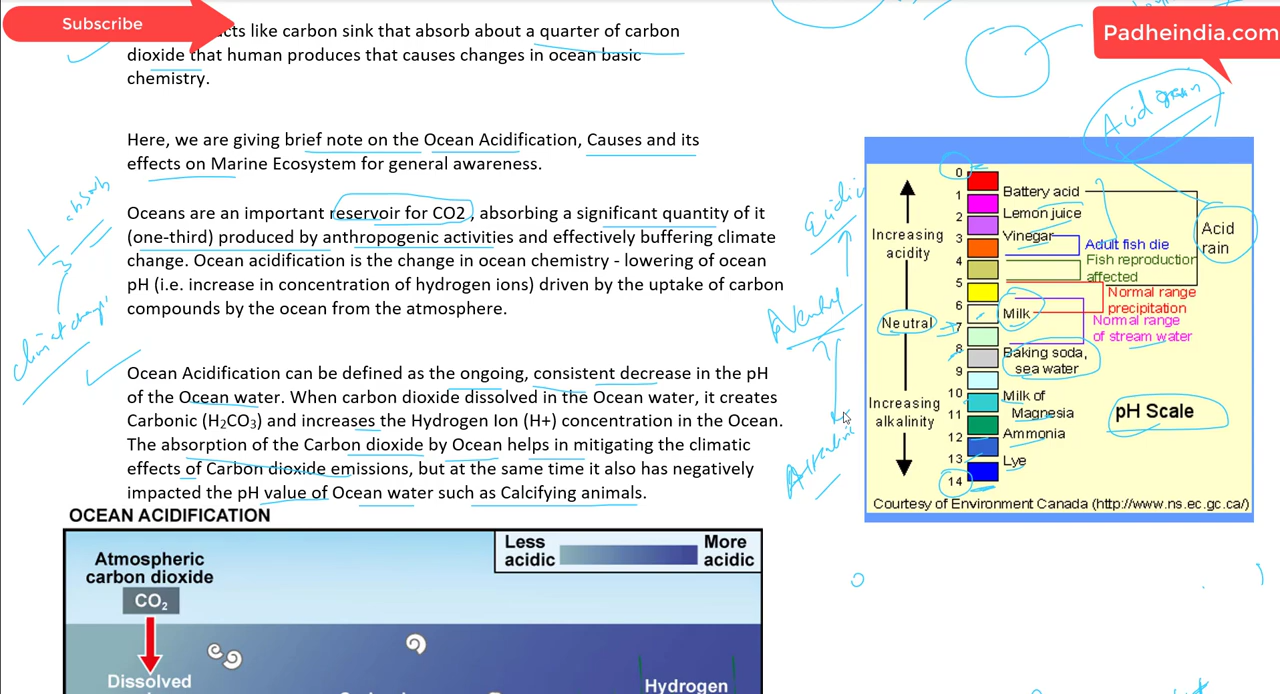 Subscribe
Padheindia.com
cts like carbon sink that absorb about a quarter of carbon
dioxide that human produces that causes changes in ocean basic
chemistry.
Here, we are giving brief note on the Ocean Acidification, Causes and its
effects on Marine Ecosystem for general awareness.
Oceans are an important reservoir for CO2 , absorbing a significant quantity of it
(one-third) produced by anthropogenic activities and effectively buffering climate
change. Ocean acidification is the change in ocean chemistry - lowering of ocean
pH (i.e. increase in concentration of hydrogen ions) driven by the uptake of carbon
compounds by the ocean from the atmosphere.
Ocean Acidification can be defined as the ongoing, consistent decrease in the pH
of the Ocean water. When carbon dioxide dissolved in the Ocean water, it creates
Carbonic (H₂CO₃) and increases the Hydrogen Ion (H+) concentration in the Ocean.
The absorption of the Carbon dioxide by Ocean helps in mitigating the climatic
effects of Carbon dioxide emissions, but at the same time it also has negatively
impacted the pH value of Ocean water such as Calcifying animals.
absorb
1/3
climat change
OCEAN ACIDIFICATION
Atmospheric
carbon dioxide
CO₂
Dissolved
Less
acidic
More
acidic
Hydrogen
Acid
Neutral
Alkaline
0
1
2
3
4
5
6
7
8
9
10
11
12
13
14
Increasing
acidity
Neutral
Increasing
alkalinity
Battery acid
Lemon juice
Vinegar
Adult fish die
Fish reproduction
affected
Acid
rain
Normal range
precipitation
Milk
Normal range
of stream water
Baking soda,
sea water
Milk of
Magnesia
Ammonia
Lye
pH Scale
Courtesy of Environment Canada (http://www.ns.ec.gc.ca/)
0